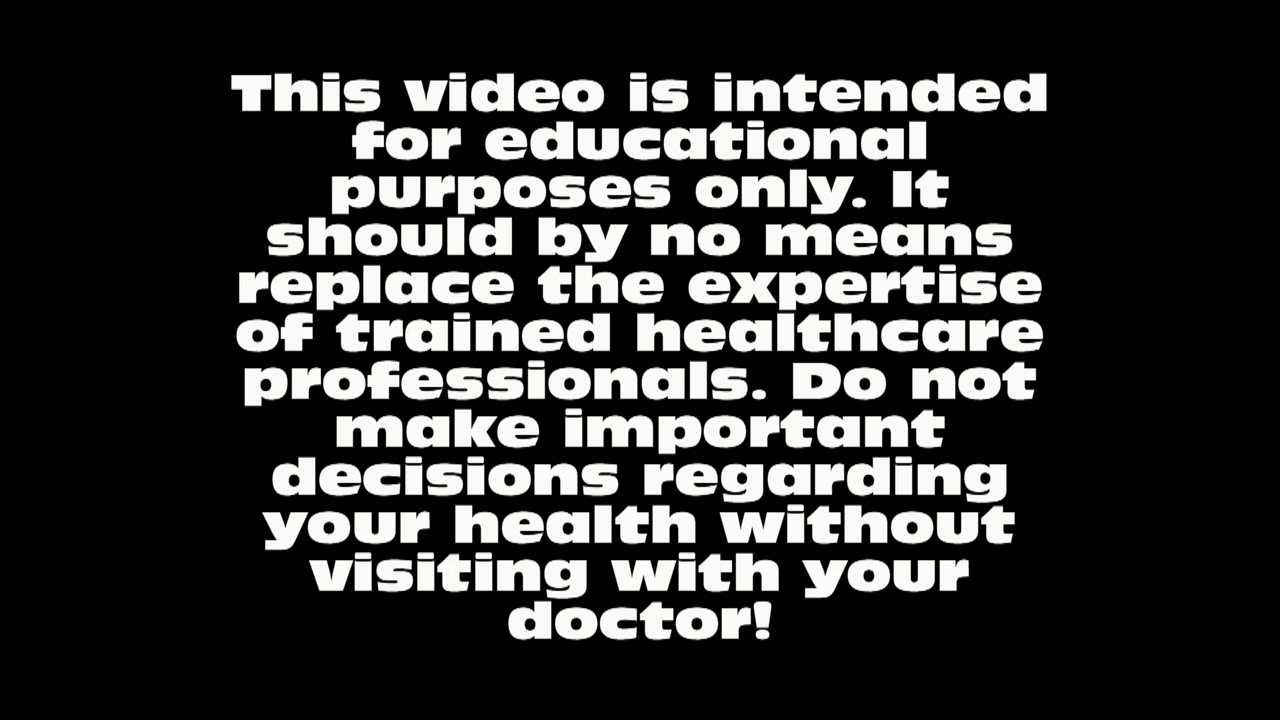 This video is intended
for educational
purposes only. It
should by no means
replace the expertise
of trained healthcare
professionals. Do not
make important
decisions regarding
your health without
visiting with your
doctor!